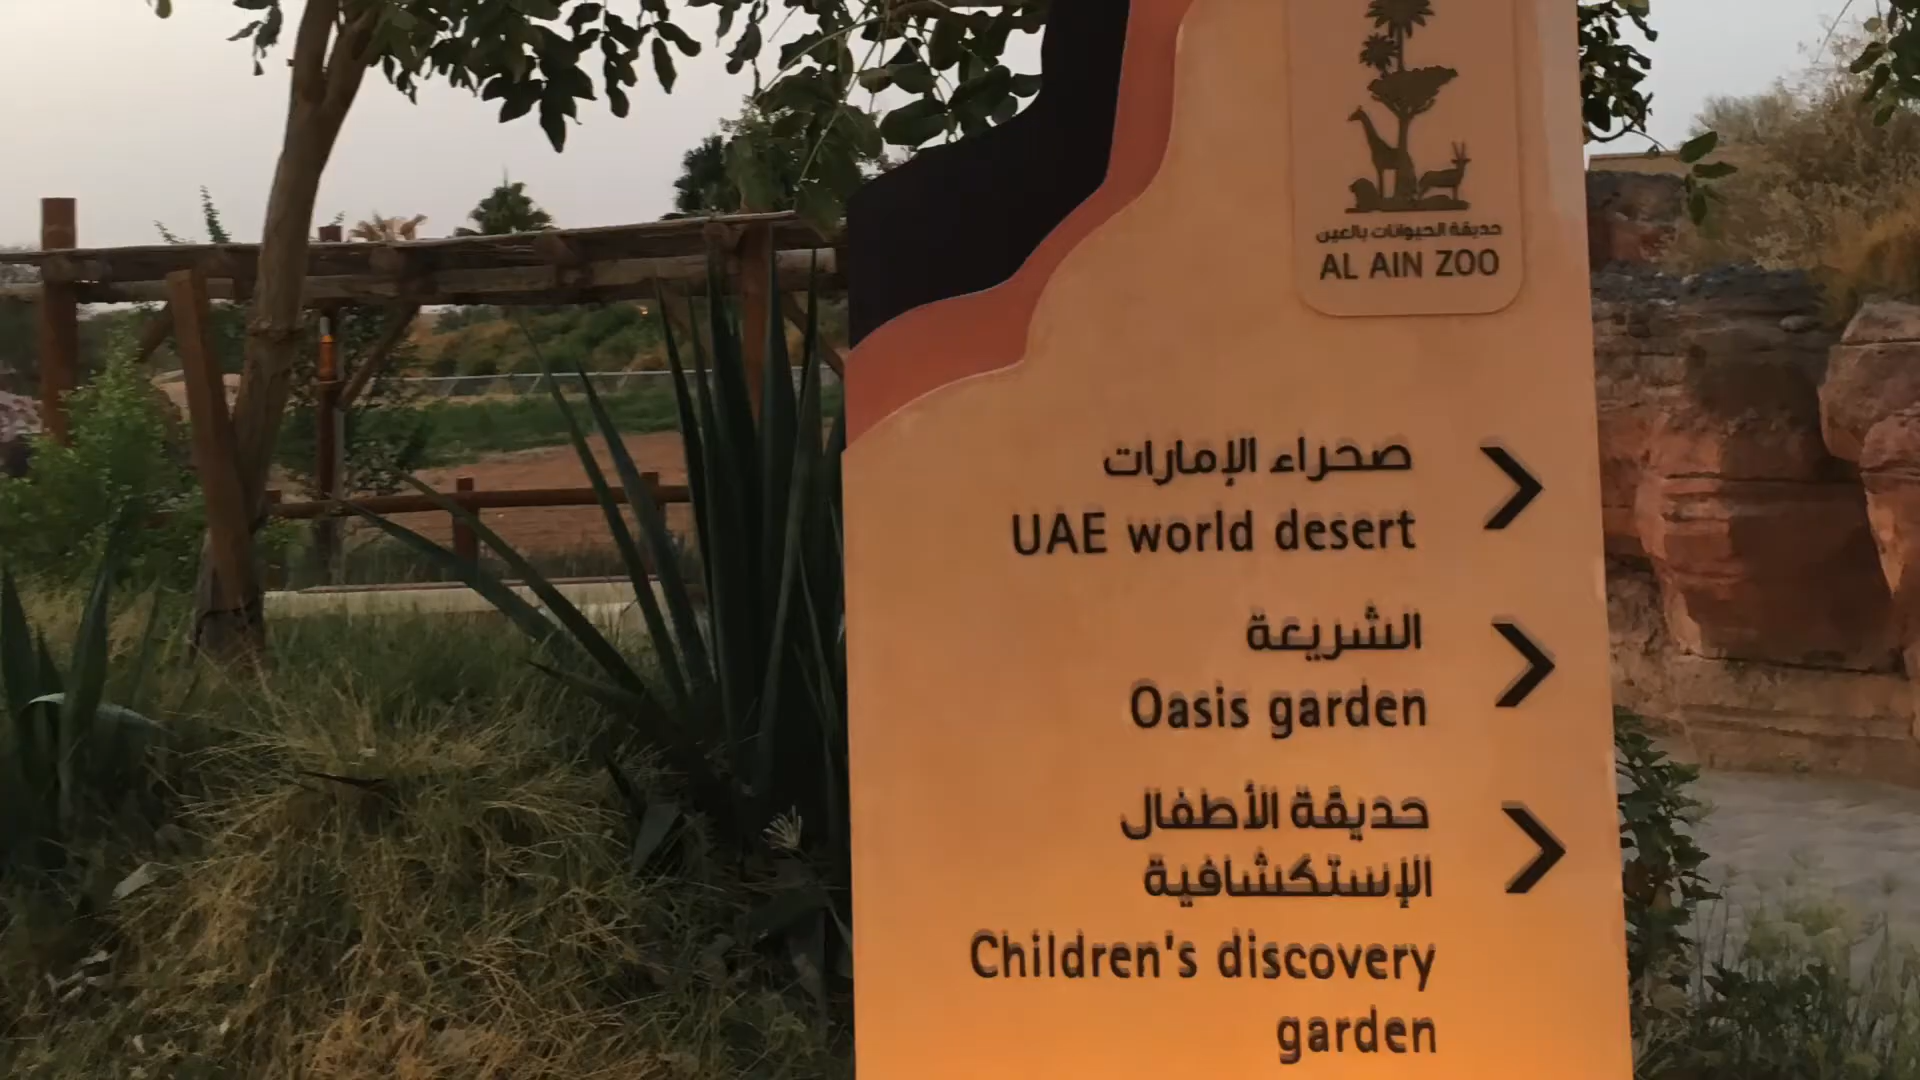 حديقة الحيوانات بالعين
AL AIN ZOO
صحراء الإمارات
UAE world desert
الشريعة
Oasis garden
حديقة الأطفال
الإستكشافية
Children's discovery
garden